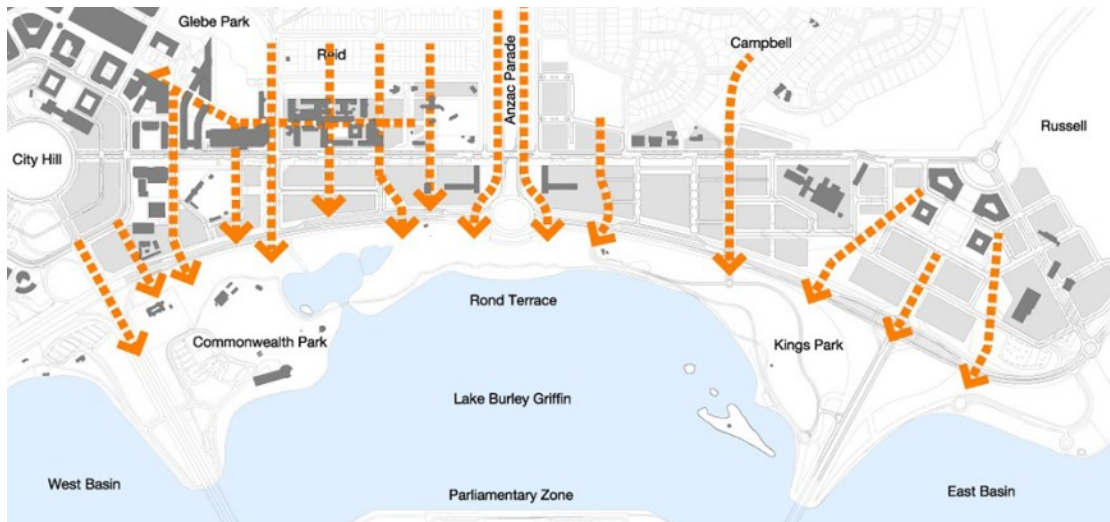 Glebe Park
Reid
Anzac Parade
Campbell
Russell
City Hill
Rond Terrace
Commonwealth Park
Kings Park
Lake Burley Griffin
West Basin
Parliamentary Zone
East Basin